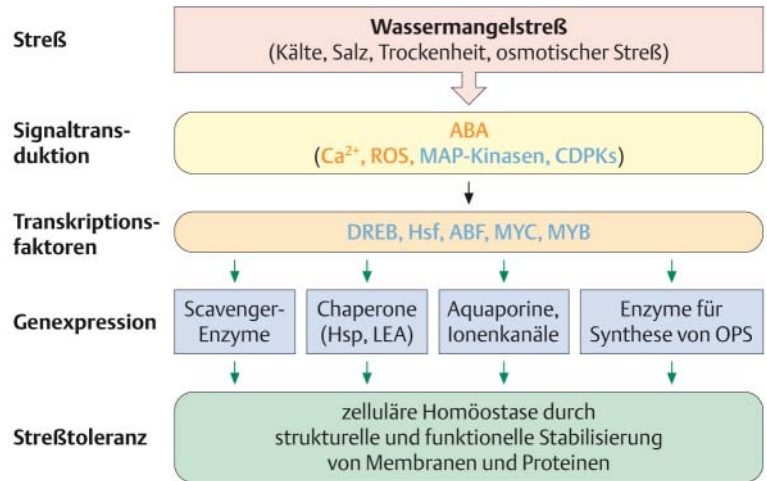 Streß
Wassermangelstreß
(Kälte, Salz, Trockenheit, osmotischer Streß)
Signaltrans-
duktion
ABA
(Ca²⁺, ROS, MAP-Kinasen, CDPKs)
Transkriptions-
faktoren
DREB, Hsf, ABF, MYC, MYB
Genexpression
Scavenger-
Enzyme
Chaperone
(Hsp, LEA)
Aquaporine,
Ionenkanäle
Enzyme für
Synthese von OPS
Streßtoleranz
zelluläre Homöostase durch
strukturelle und funktionelle Stabilisierung
von Membranen und Proteinen